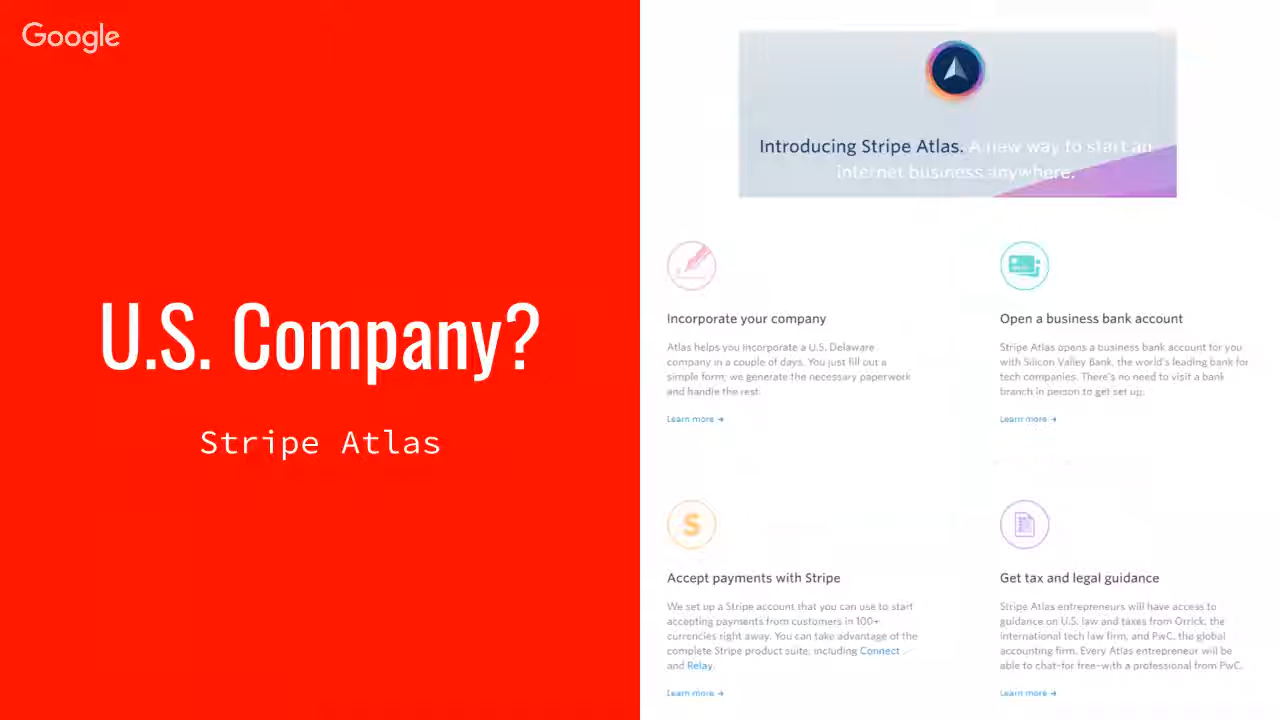 Google
U.S. Company?
Stripe Atlas
Introducing Stripe Atlas. A new way to start an
internet business anywhere.
Incorporate your company
Atlas helps you incorporate a U.S. Delaware
company in a couple of days. You just fill out a
simple form; we generate the necessary paperwork
and handle the rest.
Learn more →
Open a business bank account
Stripe Atlas opens a business bank account for you
with Silicon Valley Bank, the world's leading bank for
tech companies. There's no need to visit a bank
branch in person to get set up.
Learn more →
Accept payments with Stripe
We set up a Stripe account that you can use to start
accepting payments from customers in 100+
currencies right away. You can take advantage of the
complete Stripe product suite, including Connect
and Relay.
Learn more →
Get tax and legal guidance
Stripe Atlas entrepreneurs will have access to
guidance on U.S. law and taxes from Orrick, the
international tech law firm, and PwC, the global
accounting firm. Every Atlas entrepreneur will be
able to chat–for free–with a professional from PwC.
Learn more →